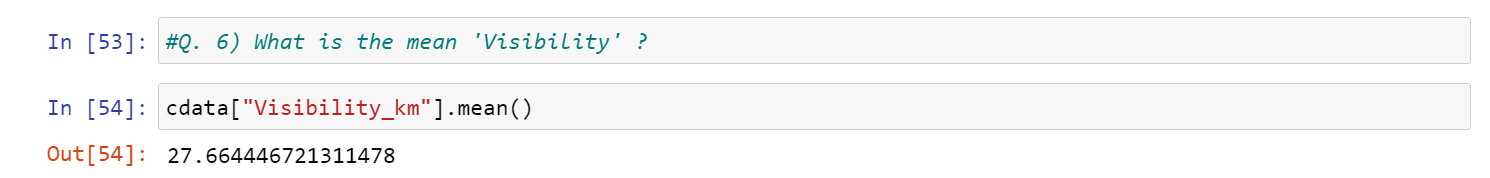 In [53]: #Q. 6) What is the mean 'Visibility' ?
In [54]: cdata["Visibility_km"].mean()
Out[54]: 27.664446721311478